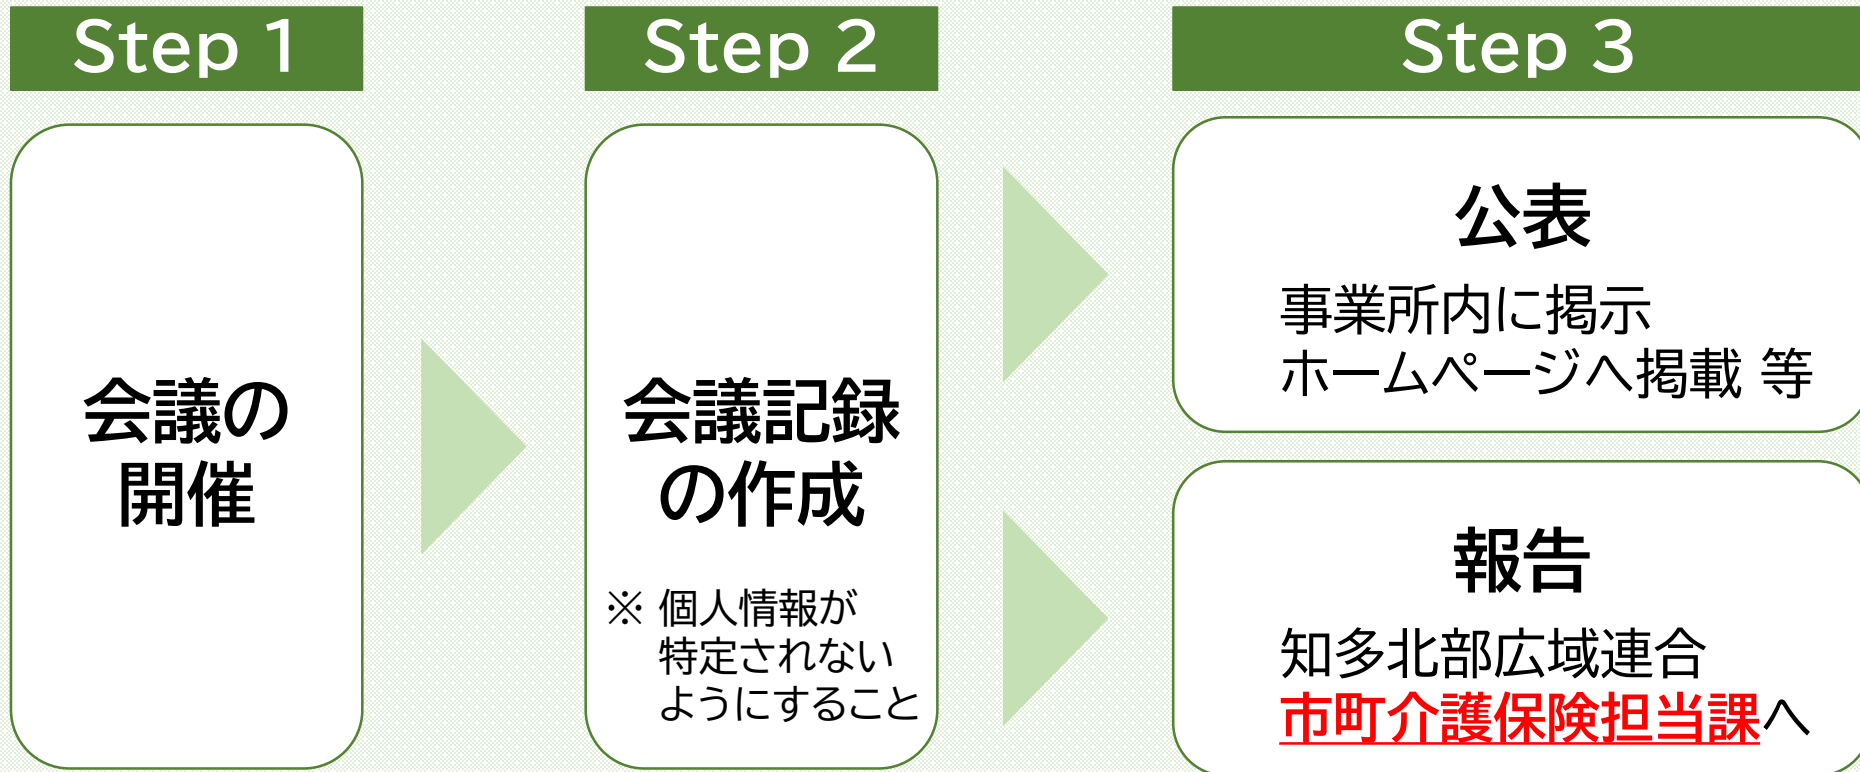 Step 1
会議の
開催
Step 2
会議記録
の作成
※ 個人情報が
特定されない
ようにすること
Step 3
公表
事業所内に掲示
ホームページへ掲載 等
報告
知多北部広域連合
市町介護保険担当課へ